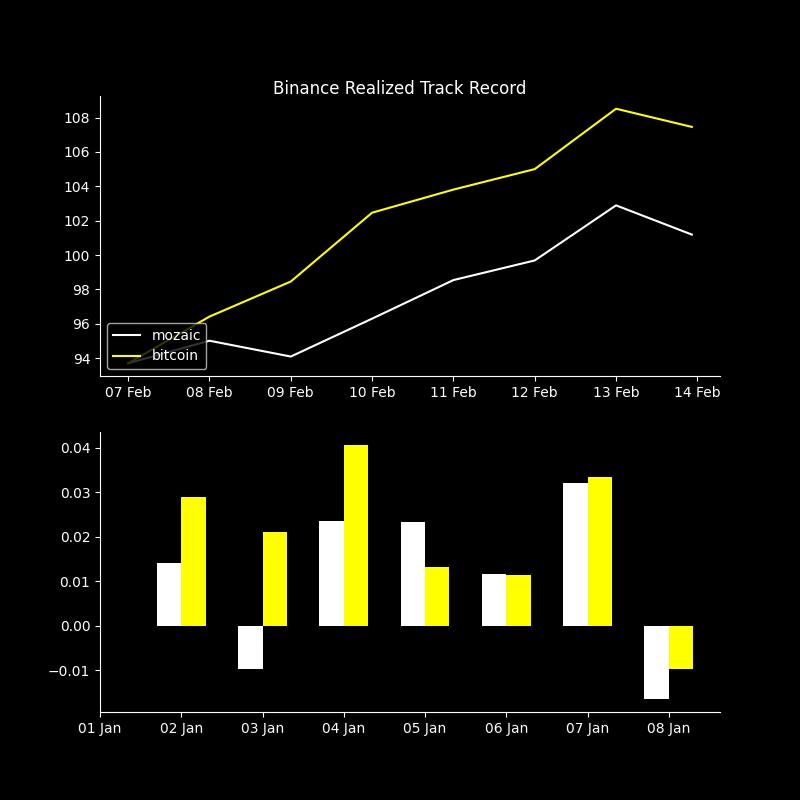 Binance Realized Track Record
108
106
104
102
100
98
96
94
mozaic
bitcoin
07 Feb 08 Feb 09 Feb 10 Feb 11 Feb 12 Feb 13 Feb 14 Feb
0.04
0.03
0.02
0.01
0.00
−0.01
01 Jan 02 Jan 03 Jan 04 Jan 05 Jan 06 Jan 07 Jan 08 Jan